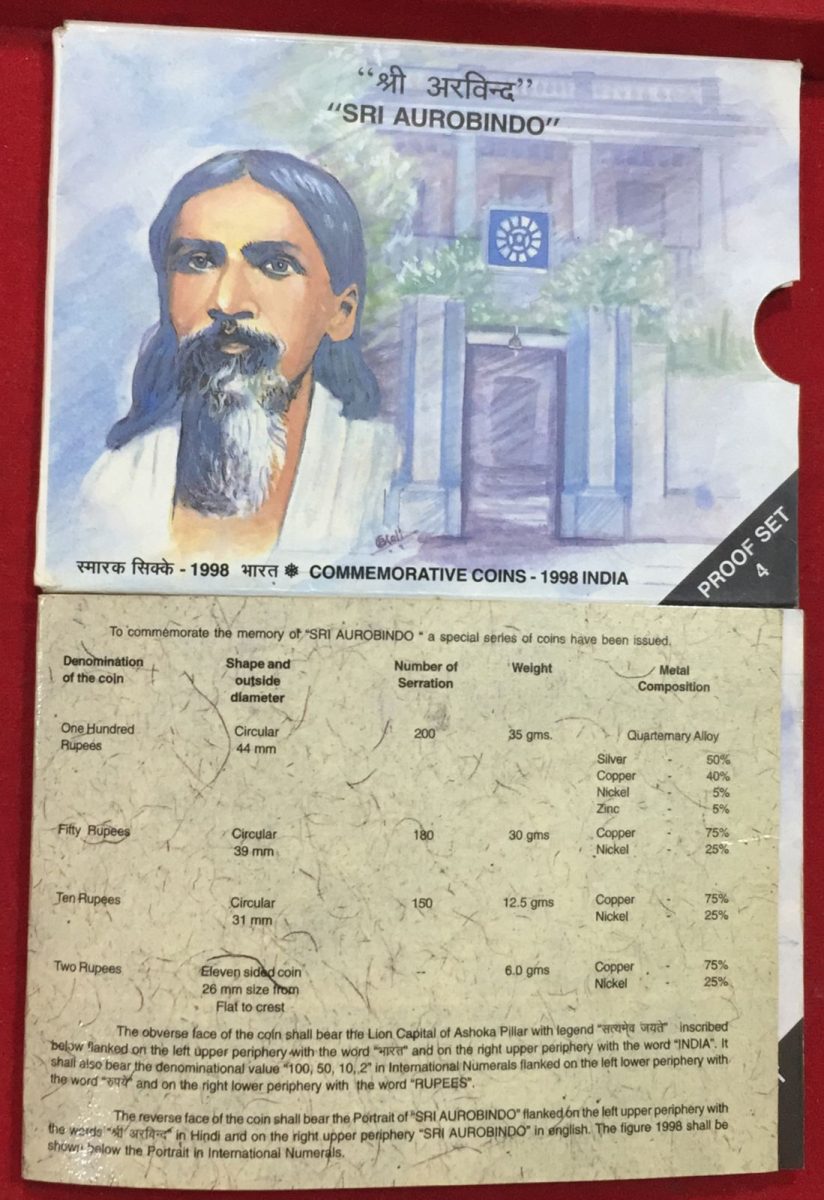 “श्री अरविन्द”
“SRI AUROBINDO”
स्मारक सिक्के - 1998 भारत ❃ COMMEMORATIVE COINS - 1998 INDIA
PROOF SET
4
To commemorate the memory of “SRI AUROBINDO “ a special series of coins have been issued.
Denomination of the coin Shape and outside diameter Number of Serration Weight Metal Composition
One Hundred Rupees Circular 44 mm 200 35 gms. Quarternary Alloy
Silver - 50%
Copper - 40%
Nickel - 5%
Zinc - 5%
Fifty Rupees Circular 39 mm 180 30 gms Copper - 75%
Nickel - 25%
Ten Rupees Circular 31 mm 150 12.5 gms Copper - 75%
Nickel - 25%
Two Rupees Eleven sided coin 26 mm size from Flat to crest -- 6.0 gms Copper - 75%
Nickel - 25%
The obverse face of the coin shall bear the Lion Capital of Ashoka Pillar with legend “सत्यमेव जयते” inscribed
below flanked on the left upper periphery with the word “भारत” and on the right upper periphery with the word “INDIA”. It
shall also bear the denominational value “100, 50, 10, 2” in International Numerals flanked on the left lower periphery with
the word “रुपये” and on the right lower periphery with the word “RUPEES”.
The reverse face of the coin shall bear the Portrait of “SRI AUROBINDO” flanked on the left upper periphery with
the words “श्री अरविन्द” in Hindi and on the right upper periphery “SRI AUROBINDO” in english. The figure 1998 shall be
shown below the Portrait in International Numerals.